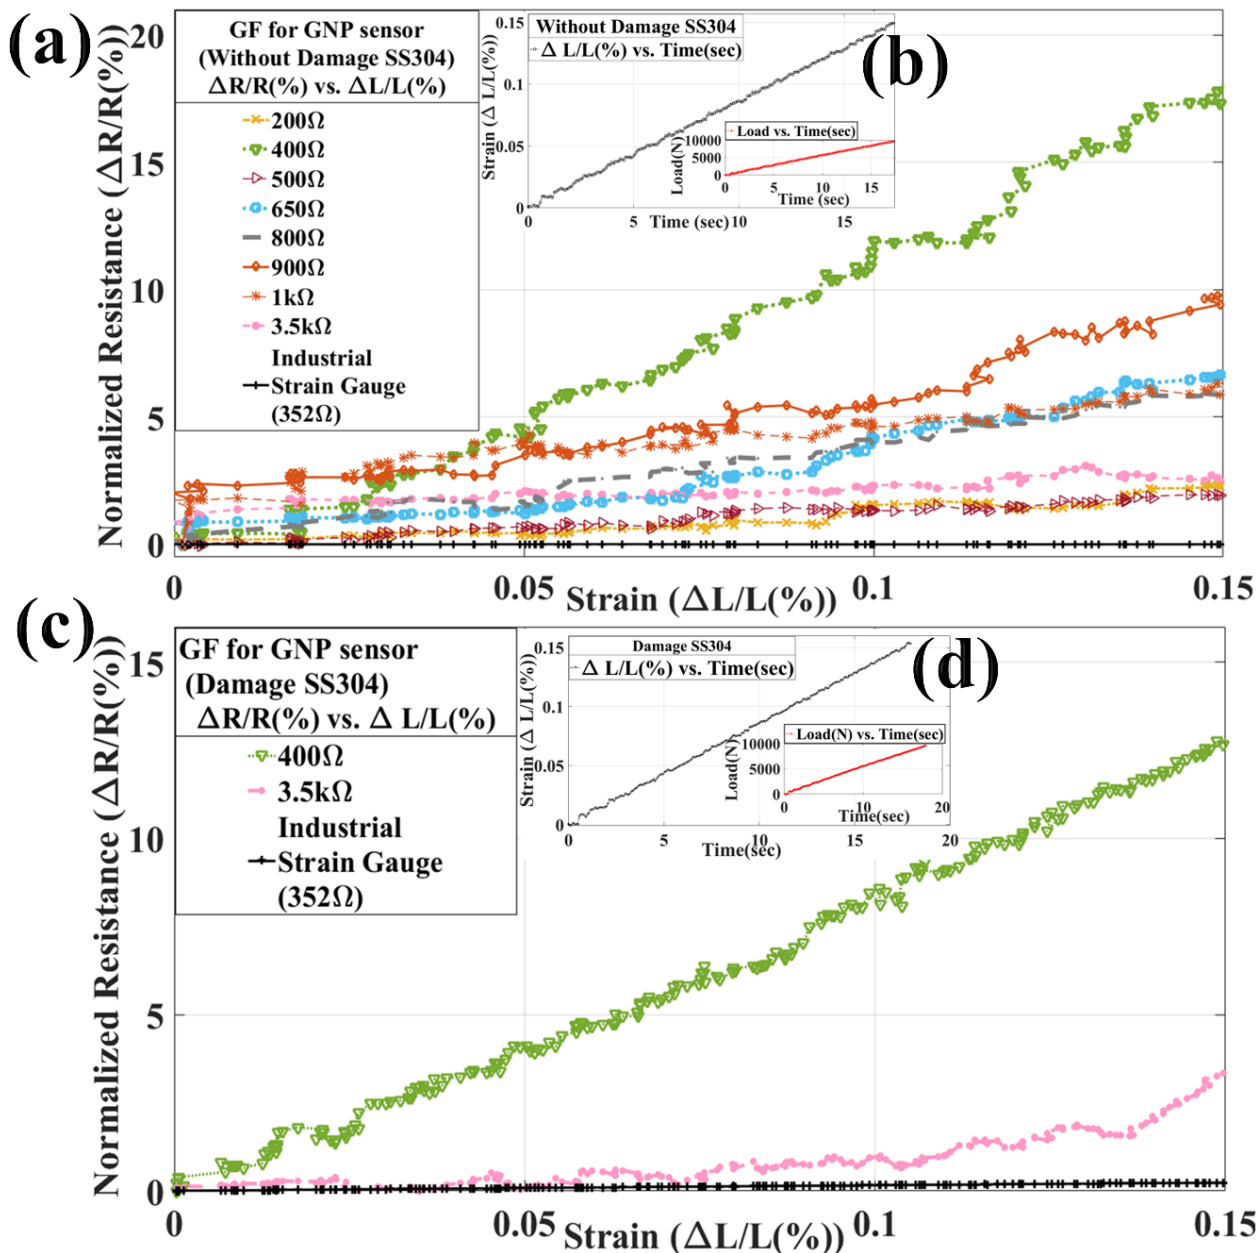 (a)
20
15
10
5
0
Normalized Resistance (ΔR/R(%))
GF for GNP sensor
(Without Damage SS304)
ΔR/R(%) vs. ΔL/L(%)
200Ω
400Ω
500Ω
650Ω
800Ω
900Ω
1kΩ
3.5kΩ
Industrial
Strain Gauge
(352Ω)
0
0.05
0.1
0.15
Strain (ΔL/L(%))
(b)
Without Damage SS304
Δ L/L(%) vs. Time(sec)
0.15
0.1
0.05
0
Strain (Δ L/L(%))
5
10
15
0
Time (sec)
Load vs. Time(sec)
10000
5000
0
Load(N)
0
5
10
15
Time (sec)
(c)
15
10
5
0
Normalized Resistance (ΔR/R(%))
GF for GNP sensor
(Damage SS304)
ΔR/R(%) vs. Δ L/L(%)
400Ω
3.5kΩ
Industrial
Strain Gauge
(352Ω)
0
0.05
0.1
0.15
Strain (ΔL/L(%))
(d)
Damage SS304
Δ L/L(%) vs. Time(sec)
0.15
0.1
0.05
0
Strain (Δ L/L(%))
0
5
10
15
20
Time(sec)
Load(N) vs. Time(sec)
10000
5000
0
Load(N)
0
10
20
Time(sec)